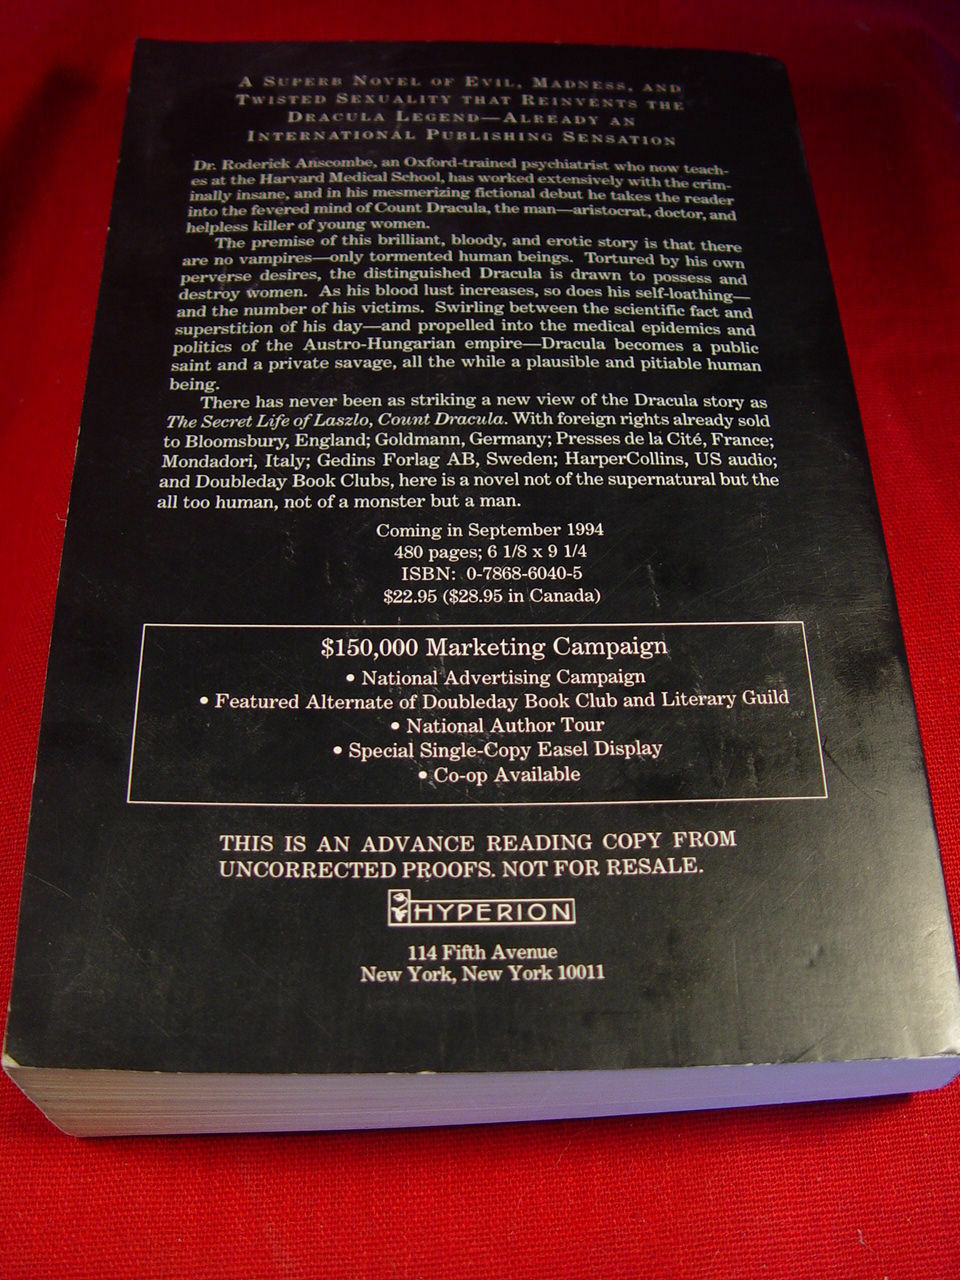 A SUPERB NOVEL OF EVIL, MADNESS, AND
TWISTED SEXUALITY THAT REINVENTS THE
DRACULA LEGEND—ALREADY AN
INTERNATIONAL PUBLISHING SENSATION
Dr. Roderick Anscombe, an Oxford-trained psychiatrist who now teach-
es at the Harvard Medical School, has worked extensively with the crim-
inally insane, and in his mesmerizing fictional debut he takes the reader
into the fevered mind of Count Dracula, the man—aristocrat, doctor, and
helpless killer of young women.
The premise of this brilliant, bloody, and erotic story is that there
are no vampires—only tormented human beings. Tortured by his own
perverse desires, the distinguished Dracula is drawn to possess and
destroy women. As his blood lust increases, so does his self-loathing—
and the number of his victims. Swirling between the scientific fact and
superstition of his day—and propelled into the medical epidemics and
politics of the Austro-Hungarian empire—Dracula becomes a public
saint and a private savage, all the while a plausible and pitiable human
being.
There has never been as striking a new view of the Dracula story as
The Secret Life of Laszlo, Count Dracula. With foreign rights already sold
to Bloomsbury, England; Goldmann, Germany; Presses de la Cité, France;
Mondadori, Italy; Gedins Forlag AB, Sweden; HarperCollins, US audio;
and Doubleday Book Clubs, here is a novel not of the supernatural but the
all too human, not of a monster but a man.
Coming in September 1994
480 pages; 6 1/8 x 9 1/4
ISBN: 0-7868-6040-5
$22.95 ($28.95 in Canada)
$150,000 Marketing Campaign
• National Advertising Campaign
• Featured Alternate of Doubleday Book Club and Literary Guild
• National Author Tour
• Special Single-Copy Easel Display
• Co-op Available
THIS IS AN ADVANCE READING COPY FROM
UNCORRECTED PROOFS. NOT FOR RESALE.
HYPERION
114 Fifth Avenue
New York, New York 10011